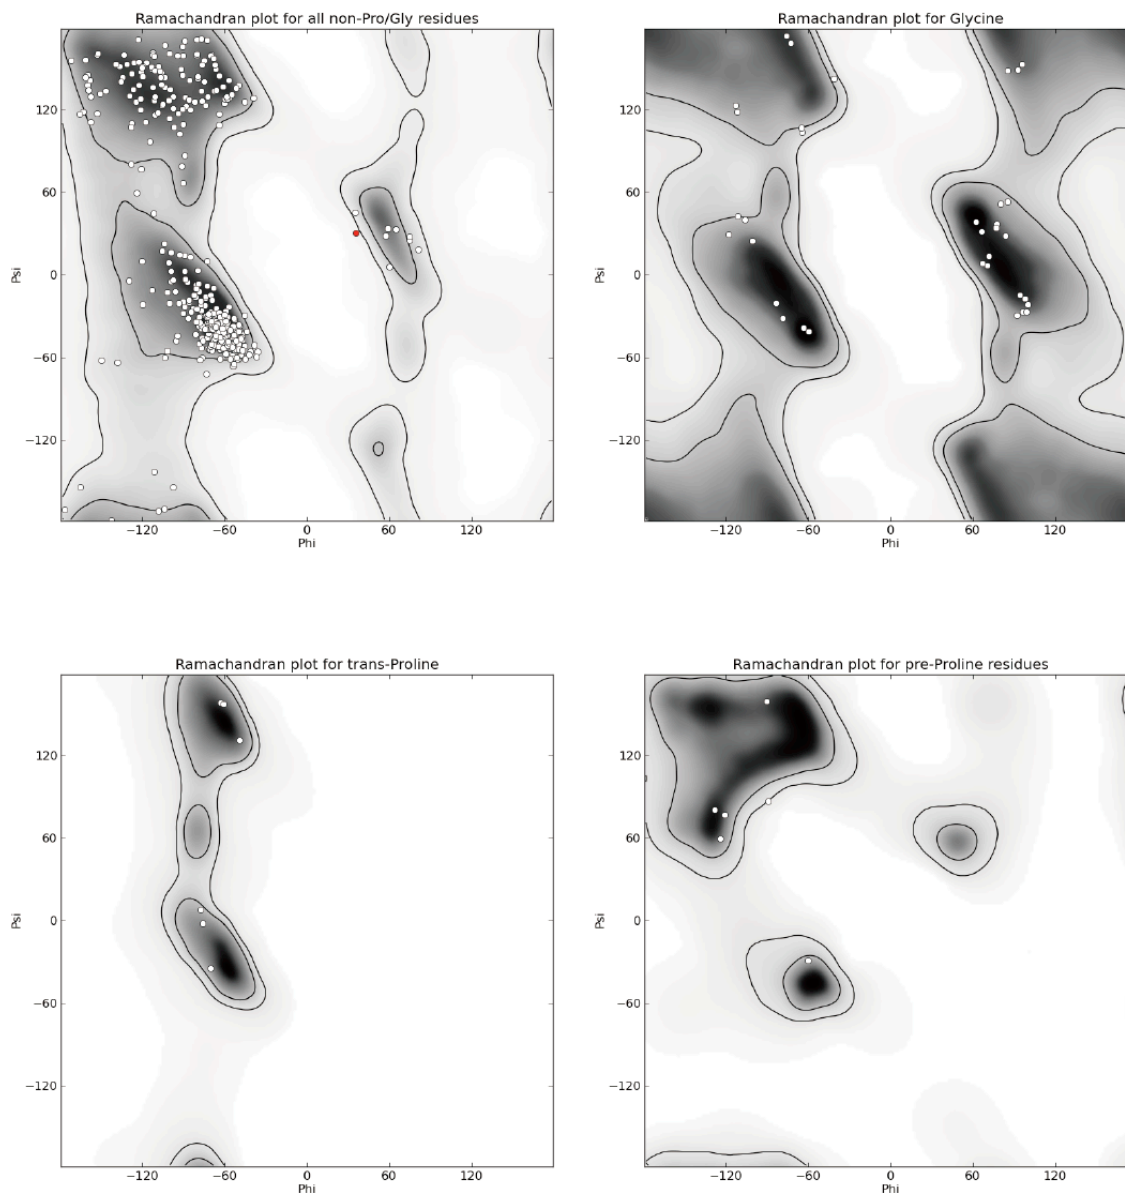 Ramachandran plot for all non-Pro/Gly residues
120
60
0
−60
−120
Psi
−120 −60 0 60 120
Phi
Ramachandran plot for Glycine
120
60
0
−60
−120
Psi
−120 −60 0 60 120
Phi
Ramachandran plot for trans-Proline
120
60
0
−60
−120
Psi
−120 −60 0 60 120
Phi
Ramachandran plot for pre-Proline residues
120
60
0
−60
−120
Psi
−120 −60 0 60 120
Phi